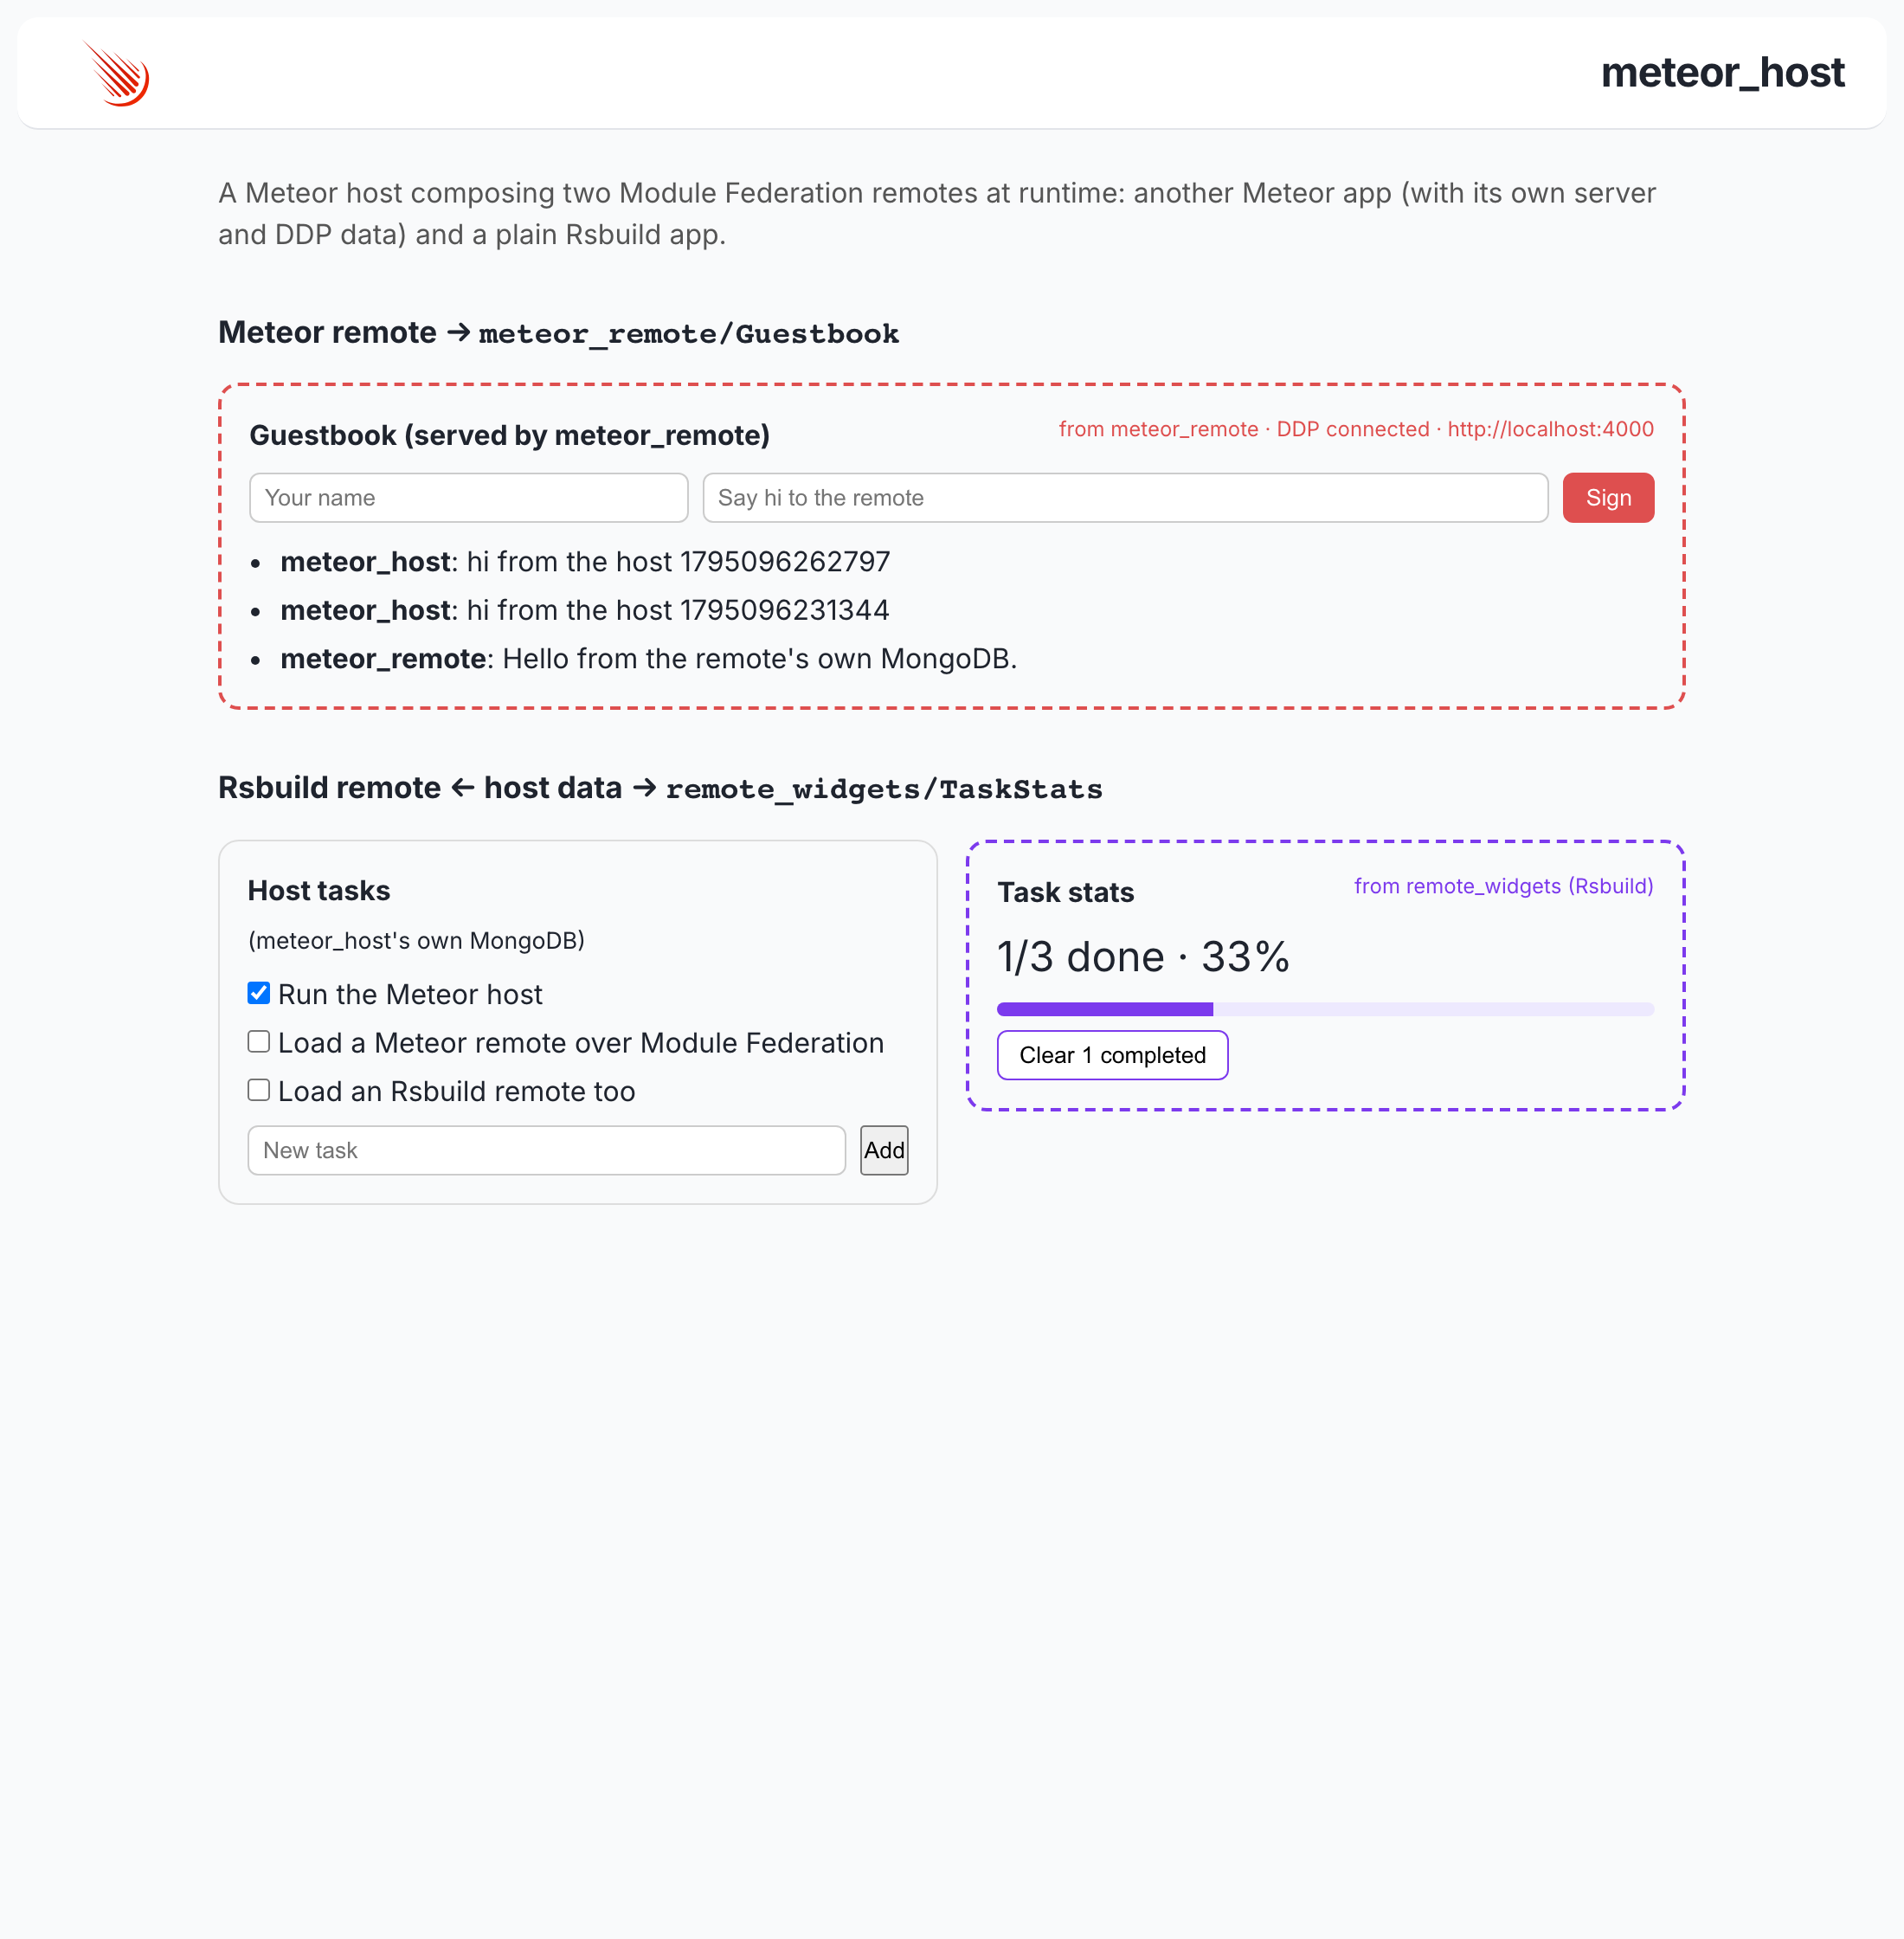 meteor_host
A Meteor host composing two Module Federation remotes at runtime: another Meteor app (with its own server
and DDP data) and a plain Rsbuild app.
Meteor remote → meteor_remote/Guestbook
Guestbook (served by meteor_remote)
from meteor_remote · DDP connected · http://localhost:4000
Your name
Say hi to the remote
Sign
• meteor_host: hi from the host 1795096262797
• meteor_host: hi from the host 1795096231344
• meteor_remote: Hello from the remote's own MongoDB.
Rsbuild remote ← host data → remote_widgets/TaskStats
Host tasks
(meteor_host's own MongoDB)
Run the Meteor host
Load a Meteor remote over Module Federation
Load an Rsbuild remote too
New task
Add
Task stats
from remote_widgets (Rsbuild)
1/3 done · 33%
Clear 1 completed